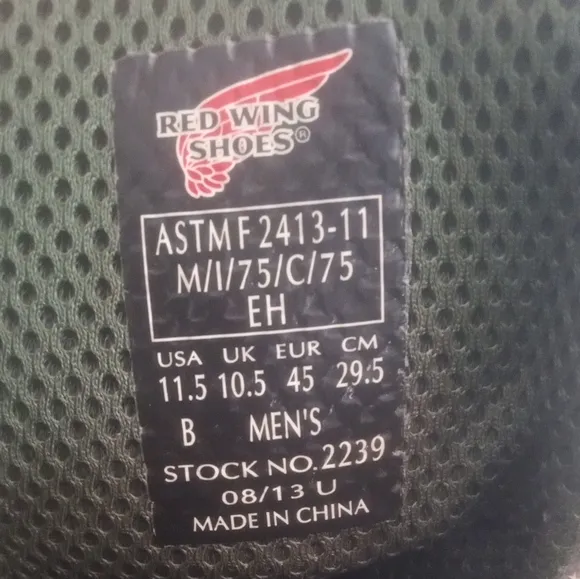 RED WING
SHOES®
ASTM F 2413-11
M/I/75/C/75
EH
USA UK EUR CM
11.5 10.5 45 29.5
B MEN'S
STOCK NO. 2239
08/13 U
MADE IN CHINA